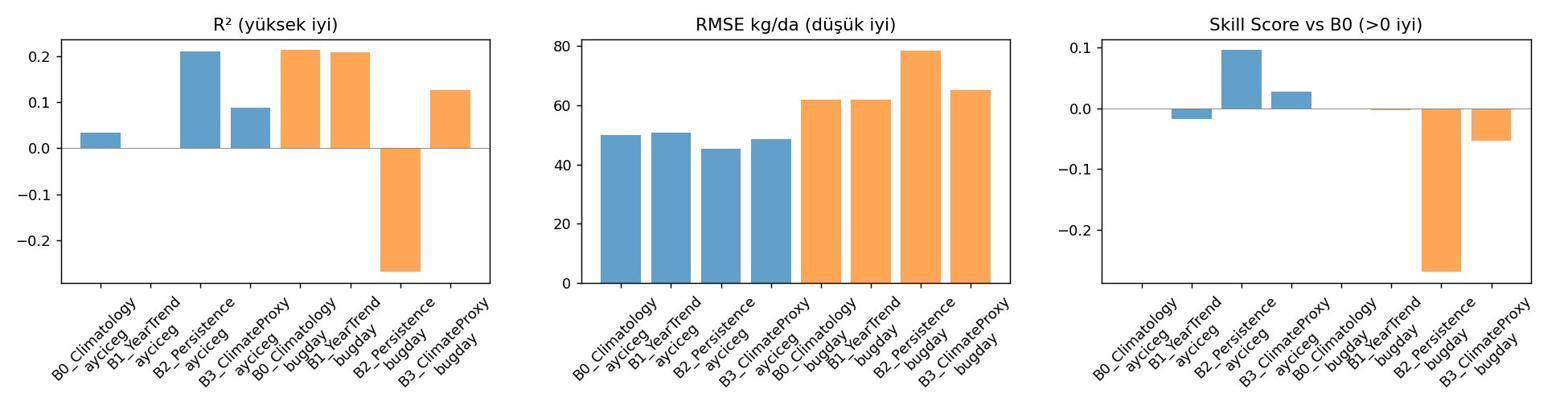 R² (yüksek iyi)
0.2
0.1
0.0
−0.1
−0.2
B0_Climatology
ayciceg
B1_YearTrend
ayciceg
B2_Persistence
ayciceg
B3_ClimateProxy
ayciceg
B0_Climatology
bugday
B1_YearTrend
bugday
B2_Persistence
bugday
B3_ClimateProxy
bugday
RMSE kg/da (düşük iyi)
80
60
40
20
0
B0_Climatology
ayciceg
B1_YearTrend
ayciceg
B2_Persistence
ayciceg
B3_ClimateProxy
ayciceg
B0_Climatology
bugday
B1_YearTrend
bugday
B2_Persistence
bugday
B3_ClimateProxy
bugday
Skill Score vs B0 (>0 iyi)
0.1
0.0
−0.1
−0.2
B0_Climatology
ayciceg
B1_YearTrend
ayciceg
B2_Persistence
ayciceg
B3_ClimateProxy
ayciceg
B0_Climatology
bugday
B1_YearTrend
bugday
B2_Persistence
bugday
B3_ClimateProxy
bugday